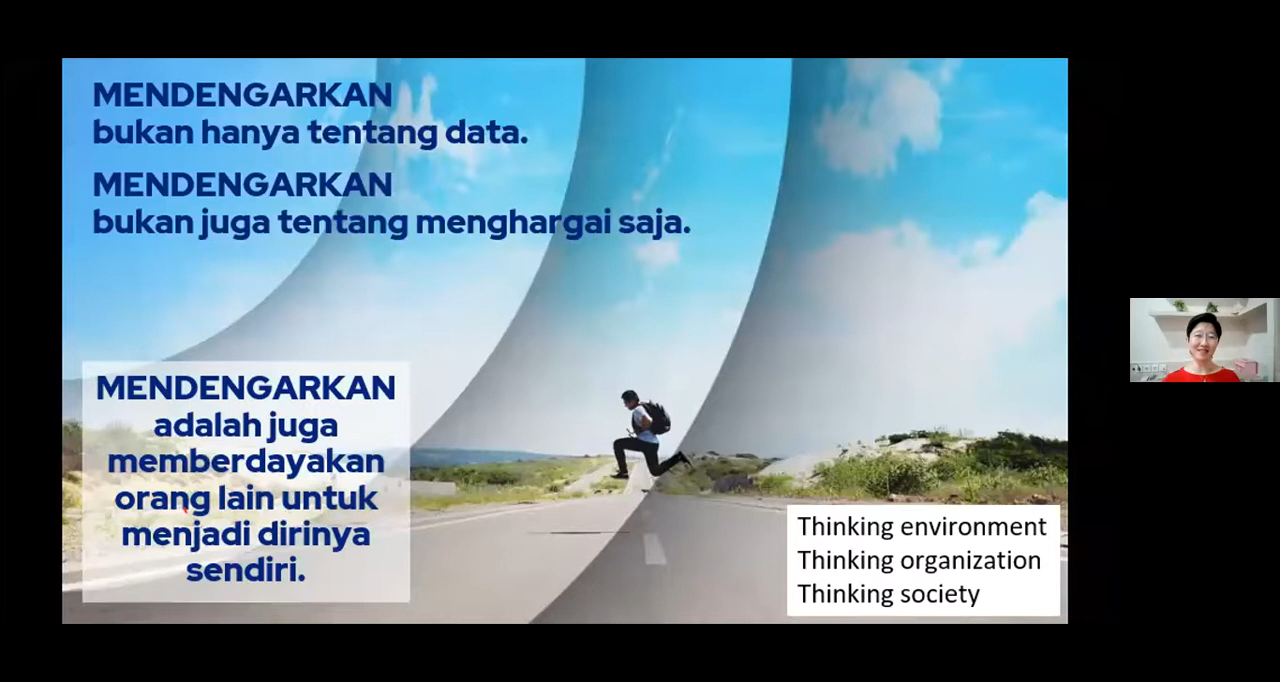 MENDENGARKAN
bukan hanya tentang data.
MENDENGARKAN
bukan juga tentang menghargai saja.
MENDENGARKAN
adalah juga
memberdayakan
orang lain untuk
menjadi dirinya
sendiri.
Thinking environment
Thinking organization
Thinking society